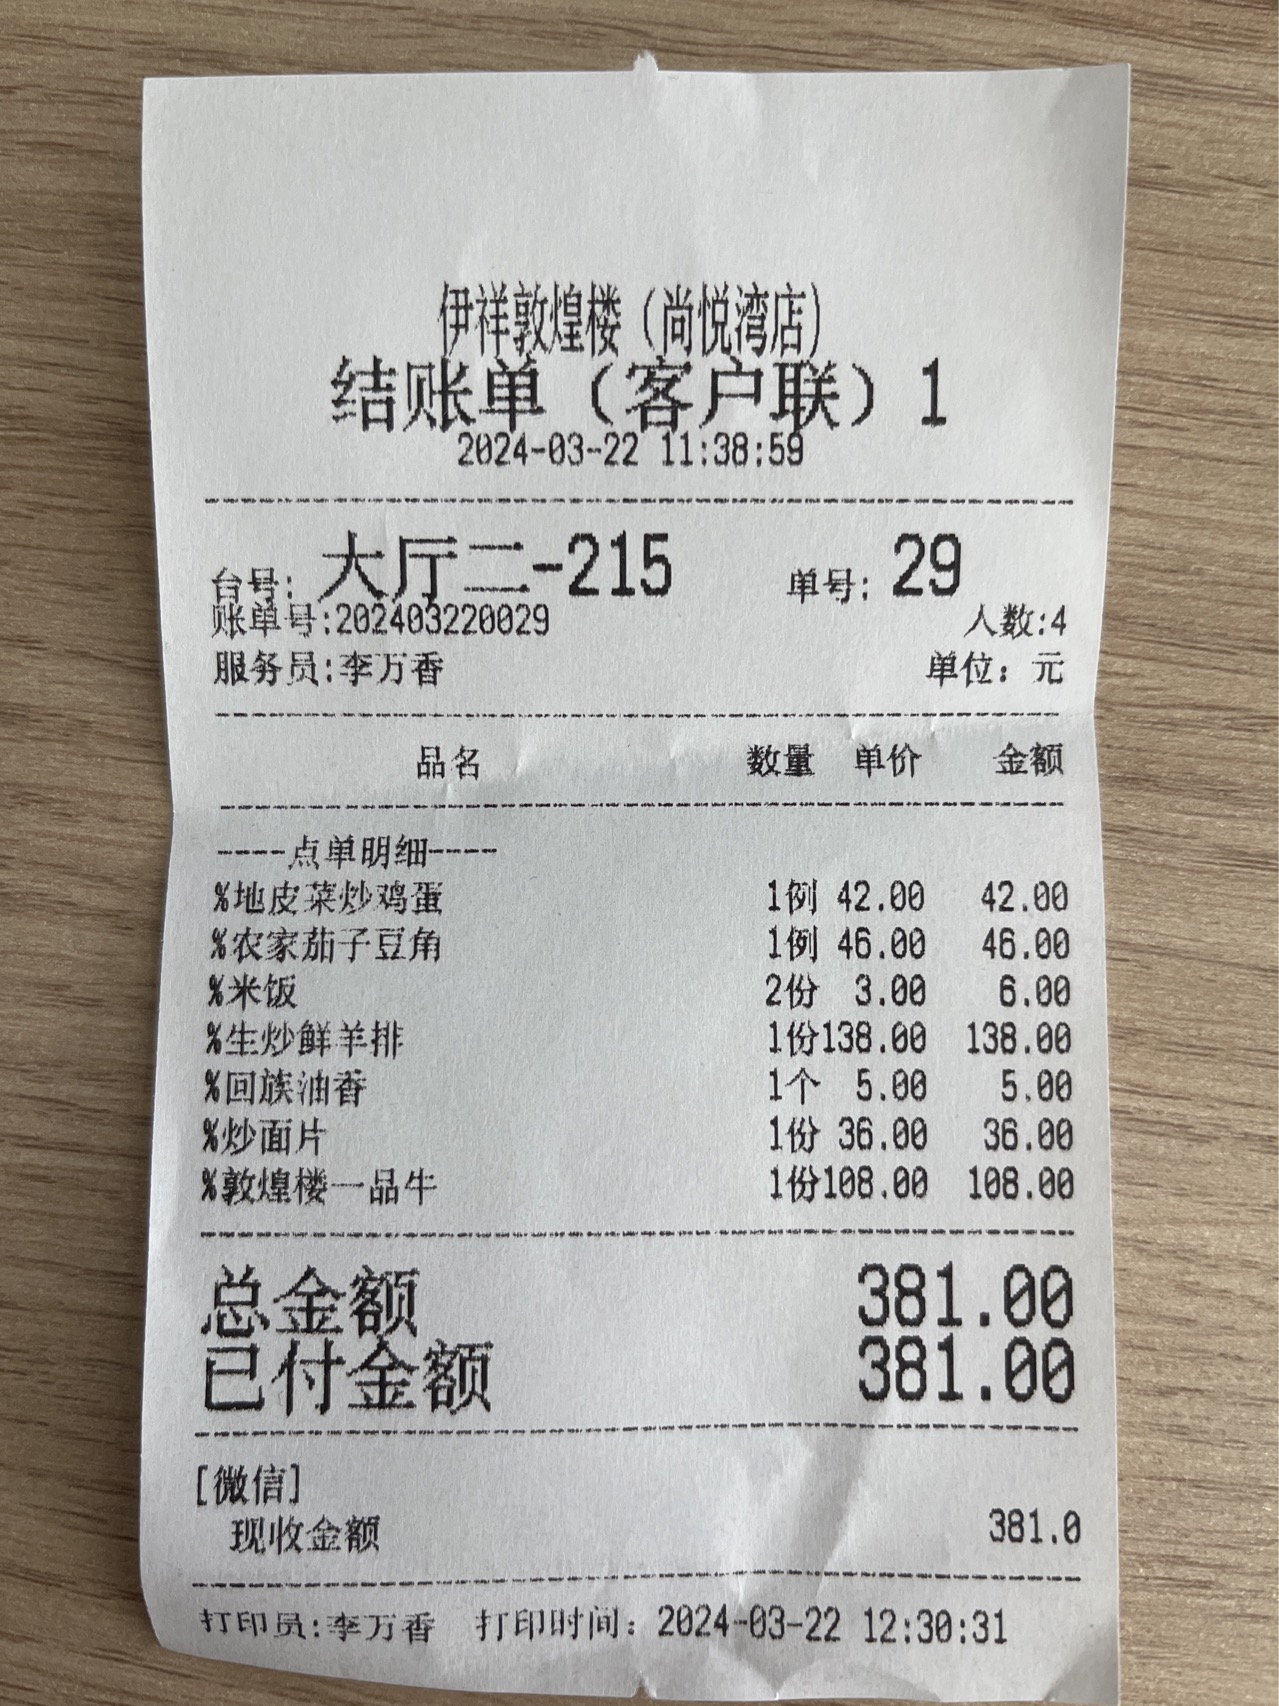 伊祥敦煌楼（尚悦湾店）
结账单（客户联）1
2024-03-22 11:38:59
台号: 大厅二-215 单号: 29
账单号:202403220029 人数:4
服务员:李万香 单位：元
品名 数量 单价 金额
----点单明细----
%地皮菜炒鸡蛋 1例 42.00 42.00
%农家茄子豆角 1例 46.00 46.00
%米饭 2份 3.00 6.00
%生炒鲜羊排 1份138.00 138.00
%回族油香 1个 5.00 5.00
%炒面片 1份 36.00 36.00
%敦煌楼一品牛 1份108.00 108.00
总金额 381.00
已付金额 381.00
[微信]
现收金额 381.0
打印员:李万香 打印时间：2024-03-22 12:30:31